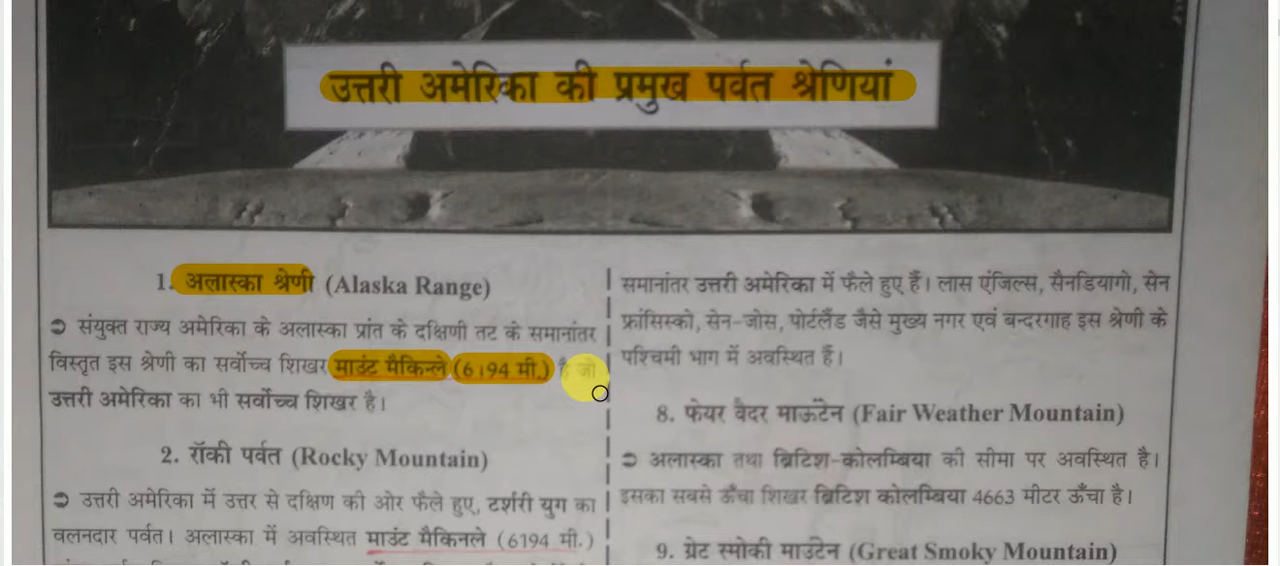 उत्तरी अमेरिका की प्रमुख पर्वत श्रेणियां
1. अलास्का श्रेणी (Alaska Range)
➲ संयुक्त राज्य अमेरिका के अलास्का प्रांत के दक्षिणी तट के समानांतर
विस्तृत इस श्रेणी का सर्वोच्च शिखर माउंट मैकिन्ले (6194 मी.) है जो
उत्तरी अमेरिका का भी सर्वोच्च शिखर है।
2. रॉकी पर्वत (Rocky Mountain)
➲ उत्तरी अमेरिका में उत्तर से दक्षिण की ओर फैले हुए, टर्शरी युग का
वलनदार पर्वत। अलास्का में अवस्थित माउंट मैकिनले (6194 मी.)
समानांतर उत्तरी अमेरिका में फैले हुए हैं। लास एंजिल्स, सैनडियागो, सेन
फ्रांसिस्को, सेन-जोस, पोर्टलैंड जैसे मुख्य नगर एवं बन्दरगाह इस श्रेणी के
पश्चिमी भाग में अवस्थित हैं।
8. फेयर वैदर माऊंटेन (Fair Weather Mountain)
➲ अलास्का तथा ब्रिटिश-कोलम्बिया की सीमा पर अवस्थित है।
इसका सबसे ऊँचा शिखर ब्रिटिश कोलम्बिया 4663 मीटर ऊँचा है।
9. ग्रेट स्मोकी माउंटेन (Great Smoky Mountain)